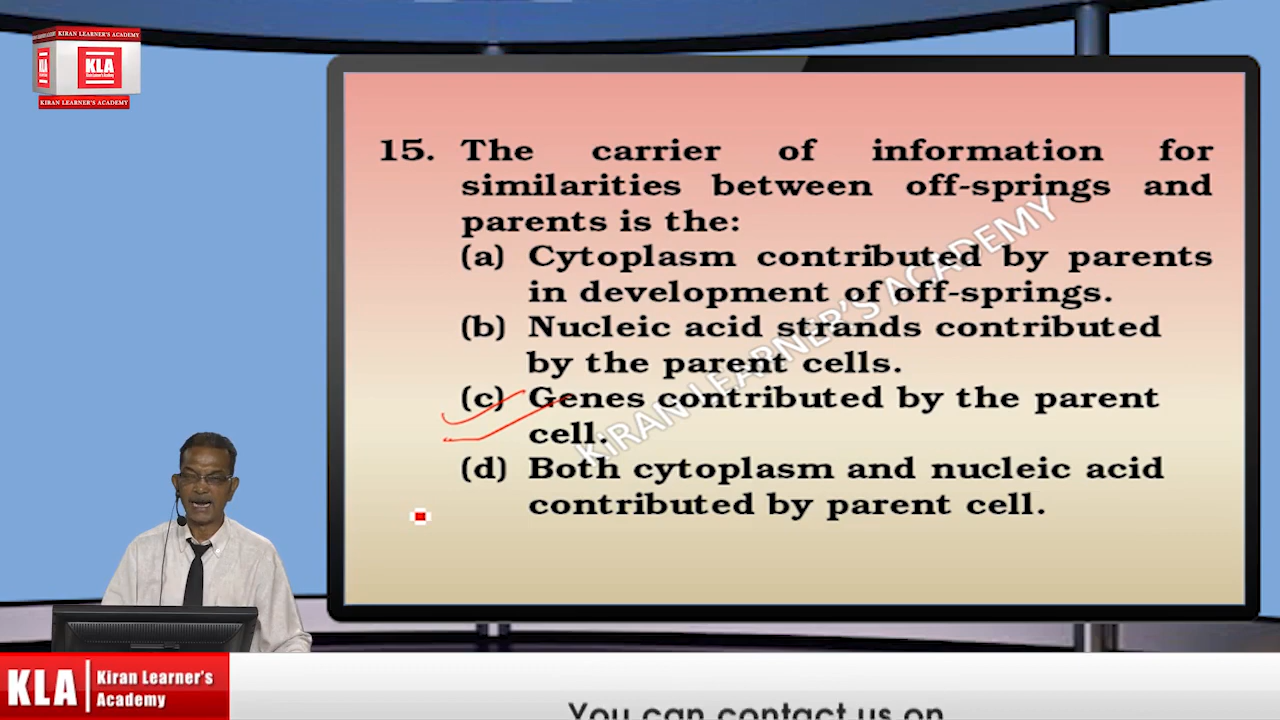 KIRAN LEARNER'S ACADEMY
KLA
Kiran Learner's
Academy
KIRAN LEARNER'S ACADEMY
15. The carrier of information for
similarities between off-springs and
parents is the:
(a) Cytoplasm contributed by parents
in development of off-springs.
(b) Nucleic acid strands contributed
by the parent cells.
(c) Genes contributed by the parent
cell.
(d) Both cytoplasm and nucleic acid
contributed by parent cell.
KiRAN LEARNER'S ACADEMY
KLA
Kiran Learner's
Academy
You can contact us on